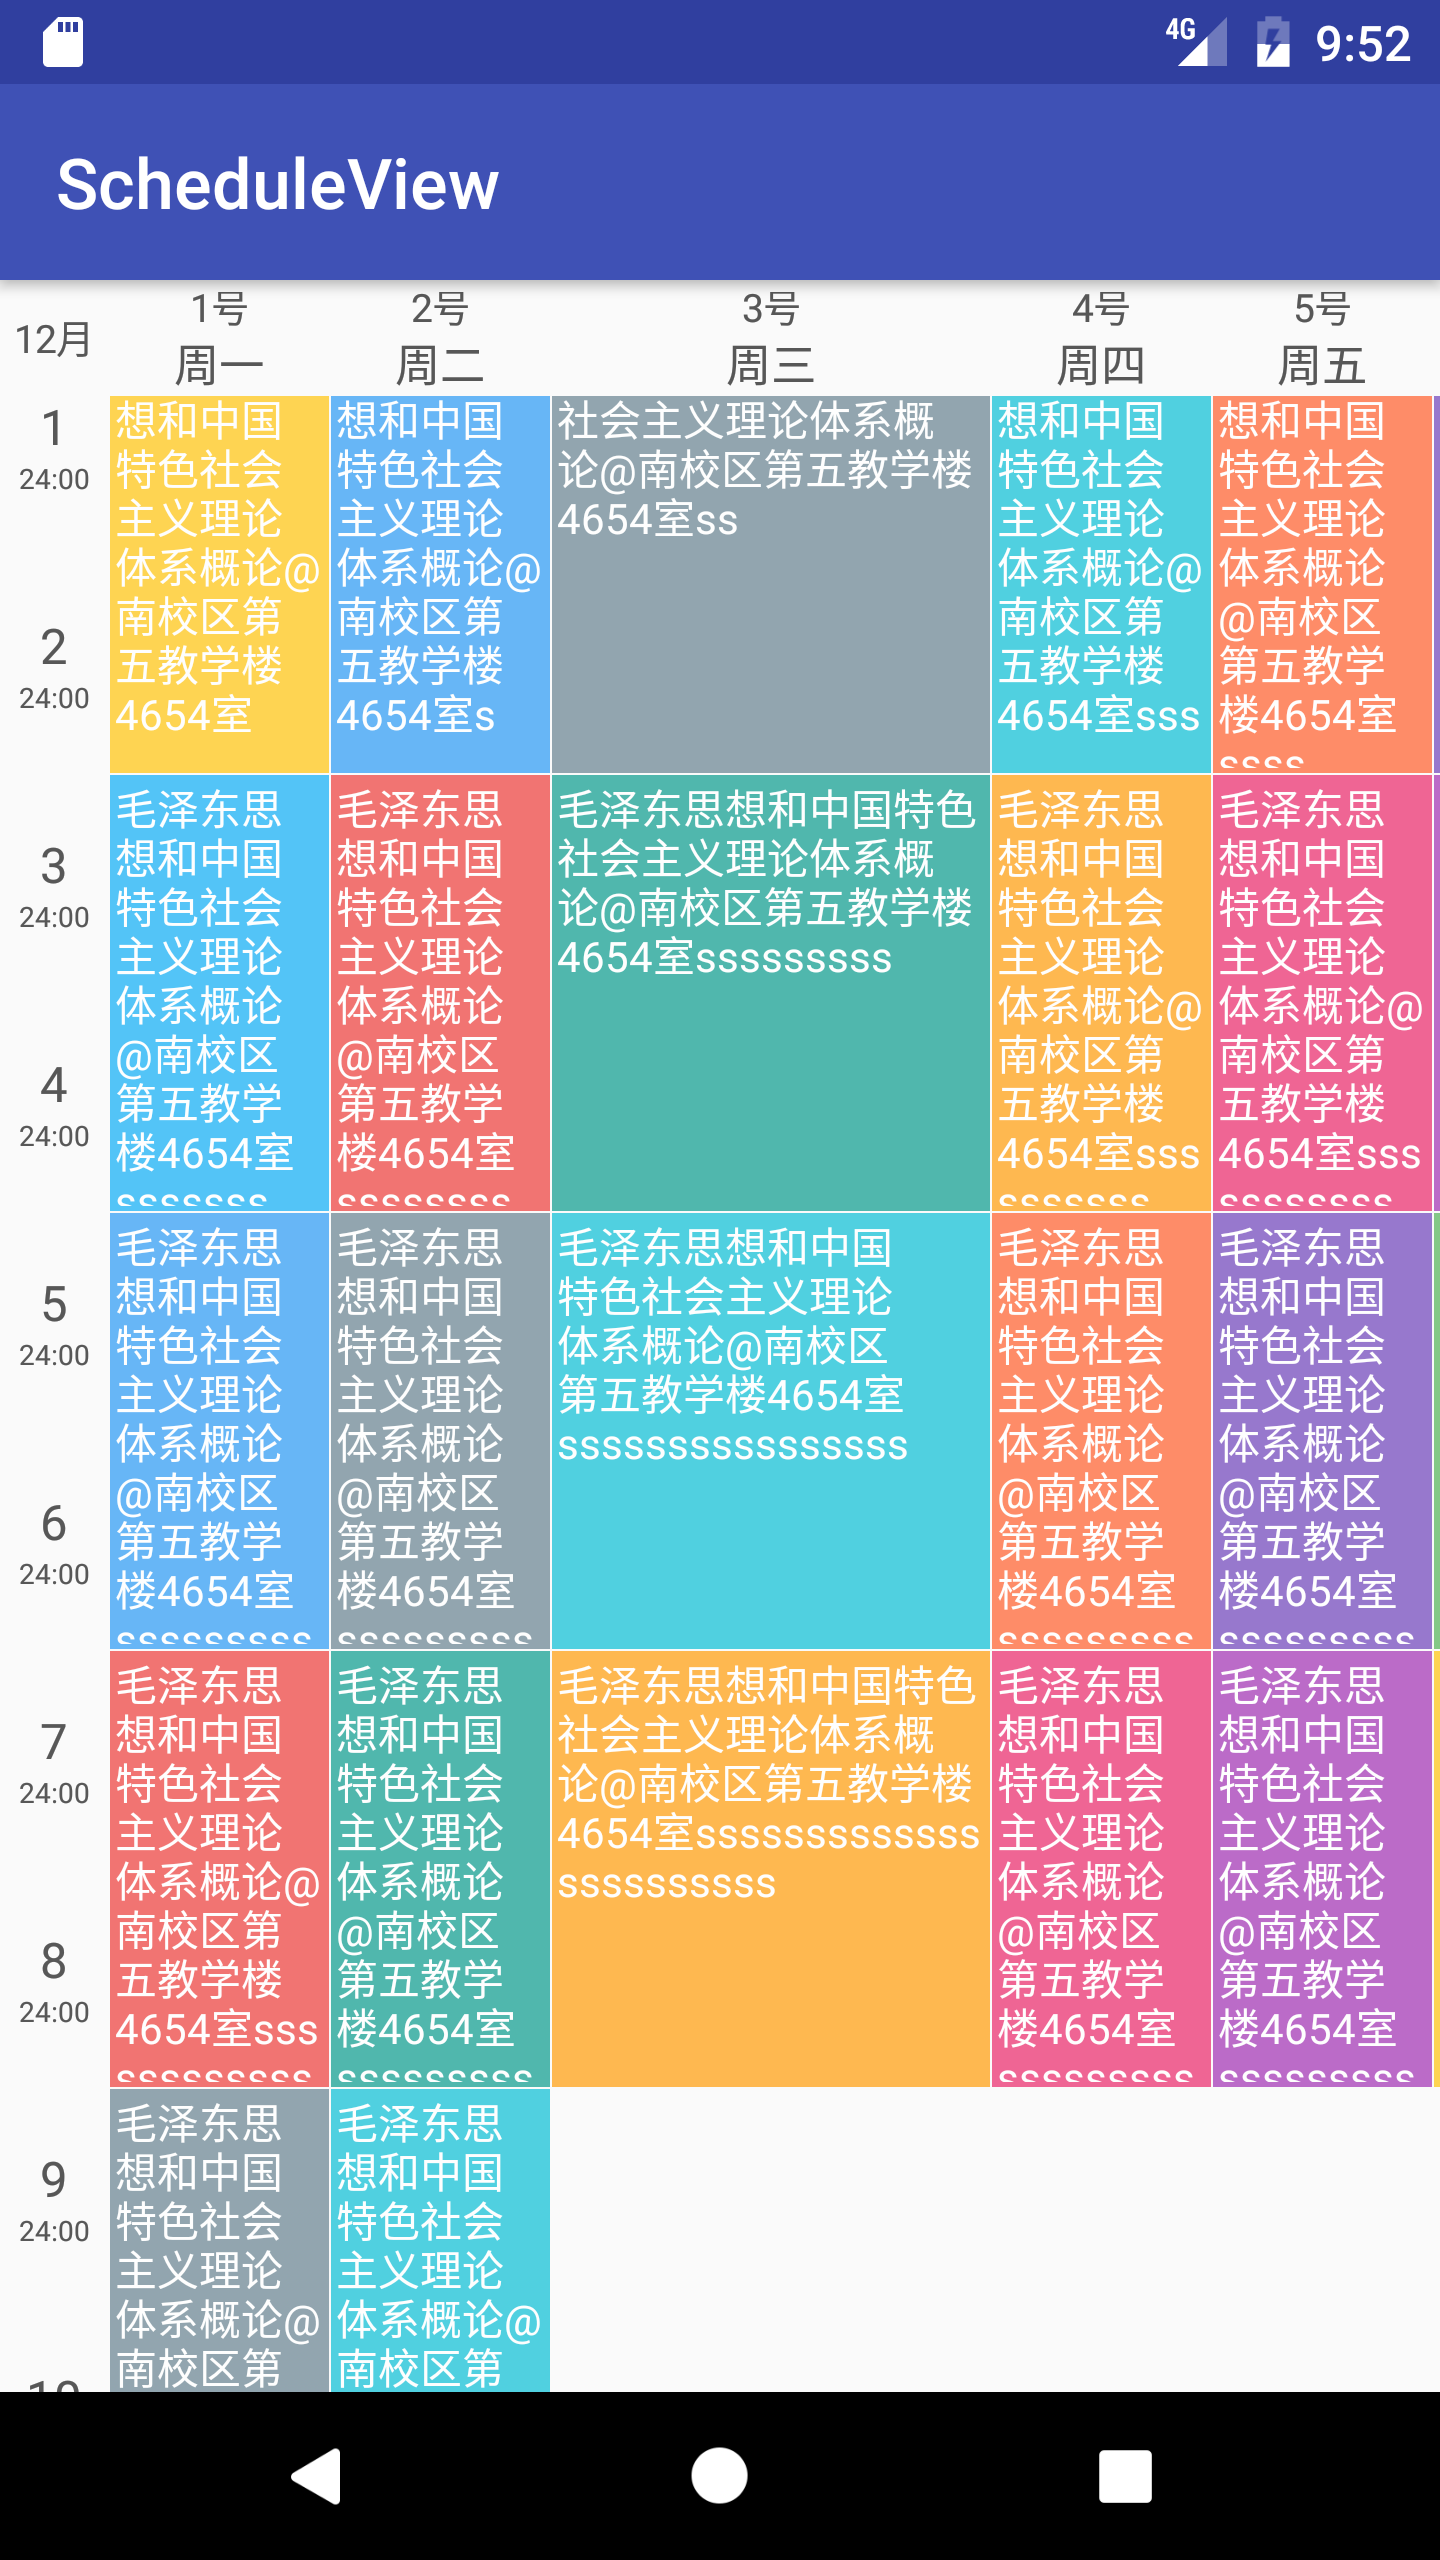 4G 9:52
ScheduleView
12月
1号
周一
2号
周二
3号
周三
4号
周四
5号
周五
1
24:00
2
24:00
3
24:00
4
24:00
5
24:00
6
24:00
7
24:00
8
24:00
9
24:00
10
想和中国
特色社会
主义理论
体系概论@
南校区第
五教学楼
4654室
想和中国
特色社会
主义理论
体系概论@
南校区第
五教学楼
4654室s
社会主义理论体系概
论@南校区第五教学楼
4654室ss
想和中国
特色社会
主义理论
体系概论@
南校区第
五教学楼
4654室sss
想和中国
特色社会
主义理论
体系概论
@南校区
第五教学
楼4654室
ssss
毛泽东思
想和中国
特色社会
主义理论
体系概论
@南校区
第五教学
楼4654室
sssssss
毛泽东思
想和中国
特色社会
主义理论
体系概论
@南校区
第五教学
楼4654室
ssssssss
毛泽东思想和中国特色
社会主义理论体系概
论@南校区第五教学楼
4654室sssssssss
毛泽东思
想和中国
特色社会
主义理论
体系概论@
南校区第
五教学楼
4654室sss
sssssss
毛泽东思
想和中国
特色社会
主义理论
体系概论@
南校区第
五教学楼
4654室sss
ssssssss
毛泽东思
想和中国
特色社会
主义理论
体系概论
@南校区
第五教学
楼4654室
sssssssss
毛泽东思
想和中国
特色社会
主义理论
体系概论
@南校区
第五教学
楼4654室
sssssssss
毛泽东思想和中国
特色社会主义理论
体系概论@南校区
第五教学楼4654室
ssssssssssssssss
毛泽东思
想和中国
特色社会
主义理论
体系概论
@南校区
第五教学
楼4654室
sssssssss
毛泽东思
想和中国
特色社会
主义理论
体系概论
@南校区
第五教学
楼4654室
sssssssss
毛泽东思
想和中国
特色社会
主义理论
体系概论@
南校区第
五教学楼
4654室sss
sssssssss
毛泽东思
想和中国
特色社会
主义理论
体系概论
@南校区
第五教学
楼4654室
sssssssss
毛泽东思想和中国特色
社会主义理论体系概
论@南校区第五教学楼
4654室sssssssssssss
ssssssssss
毛泽东思
想和中国
特色社会
主义理论
体系概论
@南校区
第五教学
楼4654室
sssssssss
毛泽东思
想和中国
特色社会
主义理论
体系概论
@南校区
第五教学
楼4654室
sssssssss
毛泽东思
想和中国
特色社会
主义理论
体系概论@
南校区第
毛泽东思
想和中国
特色社会
主义理论
体系概论@
南校区第